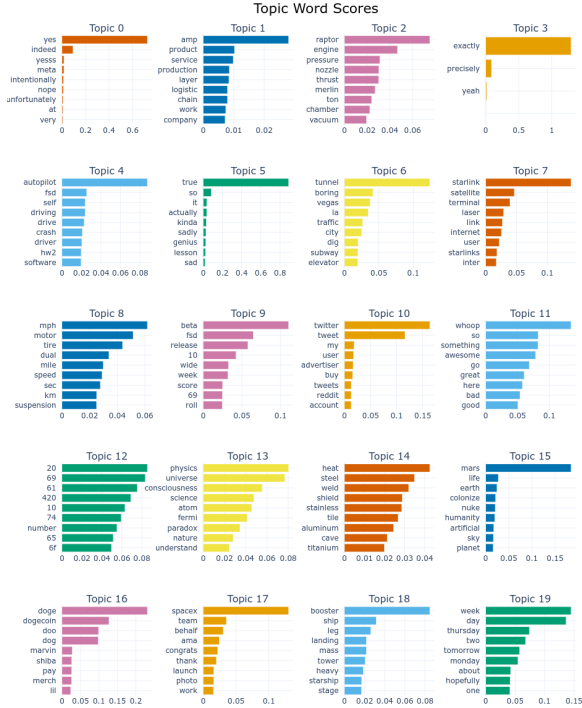 Topic Word Scores
Topic 0
yes
indeed
yesss
meta
intentionally
nope
unfortunately
at
very
0 0.2 0.4 0.6
Topic 1
amp
product
service
production
layer
logistic
chain
work
company
0 0.01 0.02
Topic 2
raptor
engine
pressure
nozzle
thrust
merlin
ton
chamber
vacuum
0 0.02 0.04 0.06
Topic 3
exactly
precisely
yeah
0 0.5 1
Topic 4
autopilot
fsd
self
driving
drive
crash
driver
hw2
software
0 0.02 0.04 0.06 0.08
Topic 5
true
so
it
actually
kinda
sadly
genius
lesson
sad
0 0.2 0.4 0.6 0.8
Topic 6
tunnel
boring
vegas
la
traffic
city
dig
subway
elevator
0 0.05 0.1
Topic 7
starlink
satellite
terminal
laser
link
internet
user
starlinks
inter
0 0.05 0.1
Topic 8
mph
motor
tire
dual
mile
speed
sec
km
suspension
0 0.02 0.04 0.06
Topic 9
beta
fsd
release
10
wide
week
score
69
roll
0 0.05 0.1
Topic 10
twitter
tweet
my
user
advertiser
buy
tweets
reddit
account
0 0.05 0.1 0.15
Topic 11
whoop
so
something
awesome
go
great
here
bad
good
0 0.05 0.1
Topic 12
20
69
61
420
10
74
number
65
6f
0 0.02 0.04 0.06 0.08
Topic 13
physics
universe
consciousness
science
atom
fermi
paradox
nature
understand
0 0.02 0.04 0.06 0.08
Topic 14
heat
steel
weld
shield
stainless
tile
aluminum
cave
titanium
0 0.01 0.02 0.03 0.04
Topic 15
mars
life
earth
colonize
nuke
humanity
artificial
sky
planet
0 0.05 0.1 0.15
Topic 16
doge
dogecoin
doo
dog
marvin
shiba
pay
merch
lil
0 0.05 0.1 0.15 0.2
Topic 17
spacex
team
behalf
ama
congrats
thank
launch
photo
work
0 0.05 0.1
Topic 18
booster
ship
leg
landing
mass
tower
heavy
starship
stage
0 0.02 0.04 0.06 0.08
Topic 19
week
day
thursday
two
tomorrow
monday
about
hopefully
one
0 0.05 0.1 0.15